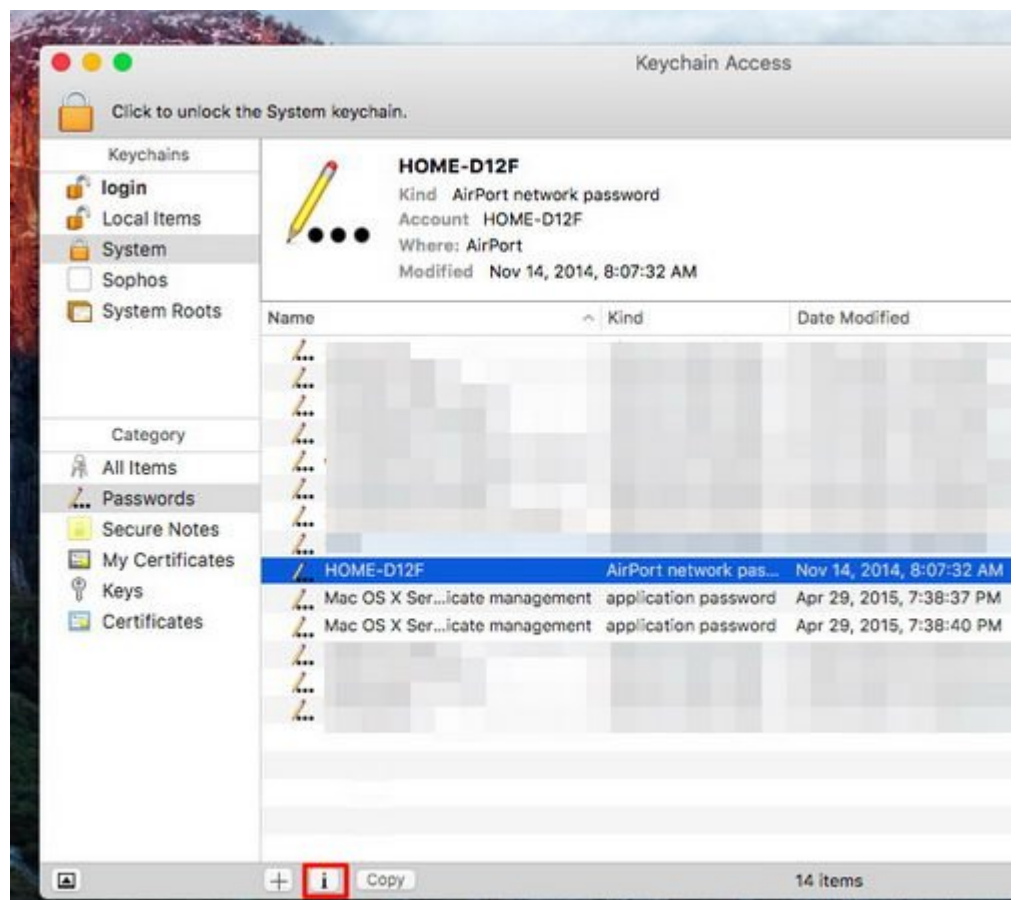 Keychain Access
Click to unlock the System keychain.
Keychains
login
Local Items
System
Sophos
System Roots
HOME-D12F
Kind AirPort network password
Account HOME-D12F
Where: AirPort
Modified Nov 14, 2014, 8:07:32 AM
Name Kind Date Modified
HOME-D12F AirPort network pas... Nov 14, 2014, 8:07:32 AM
Mac OS X Ser...icate management application password Apr 29, 2015, 7:38:37 PM
Mac OS X Ser...icate management application password Apr 29, 2015, 7:38:40 PM
Category
All Items
Passwords
Secure Notes
My Certificates
Keys
Certificates
+ i Copy 14 items